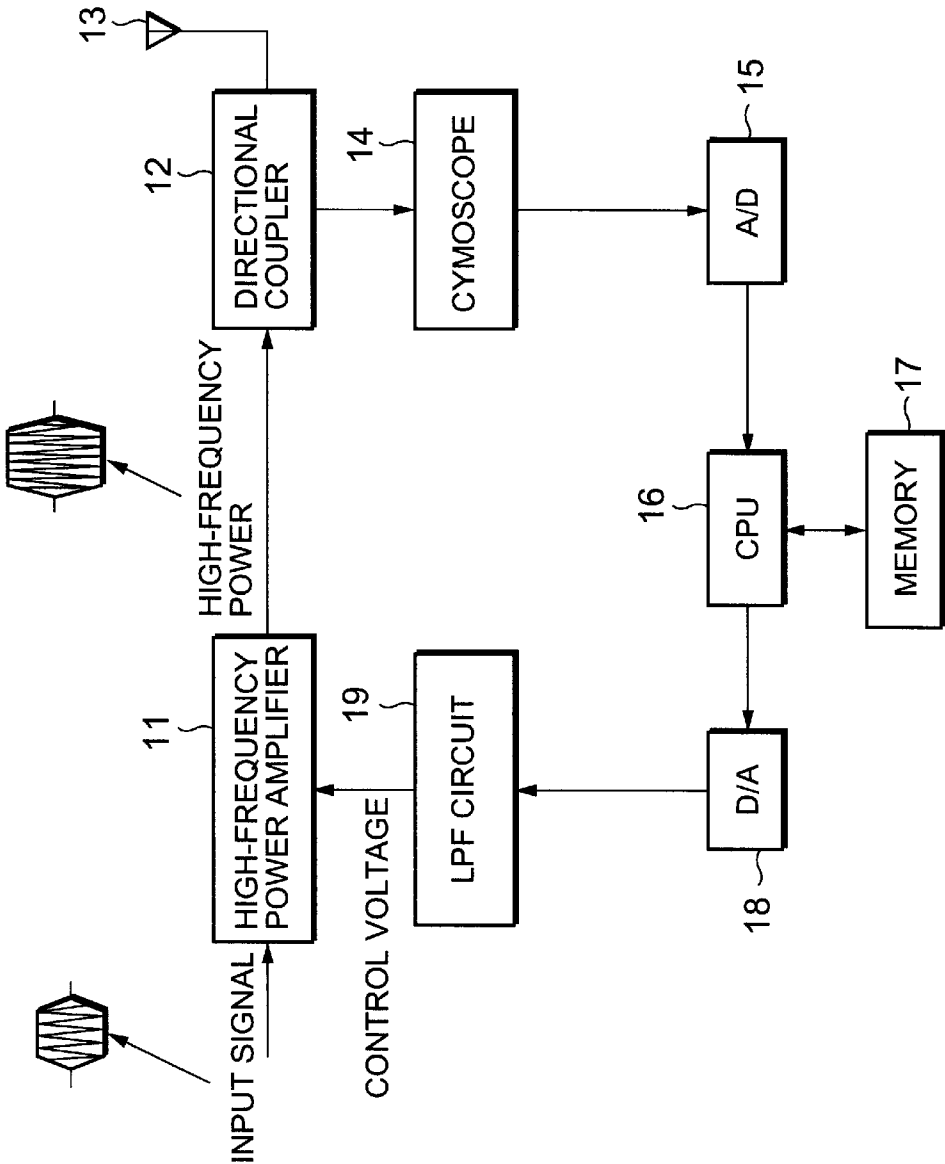 INPUT SIGNAL
11
HIGH-FREQUENCY
POWER AMPLIFIER
HIGH-FREQUENCY
POWER
12
DIRECTIONAL
COUPLER
13
CONTROL VOLTAGE
19
LPF CIRCUIT
14
CYMOSCOPE
18
D/A
16
CPU
15
A/D
MEMORY
17